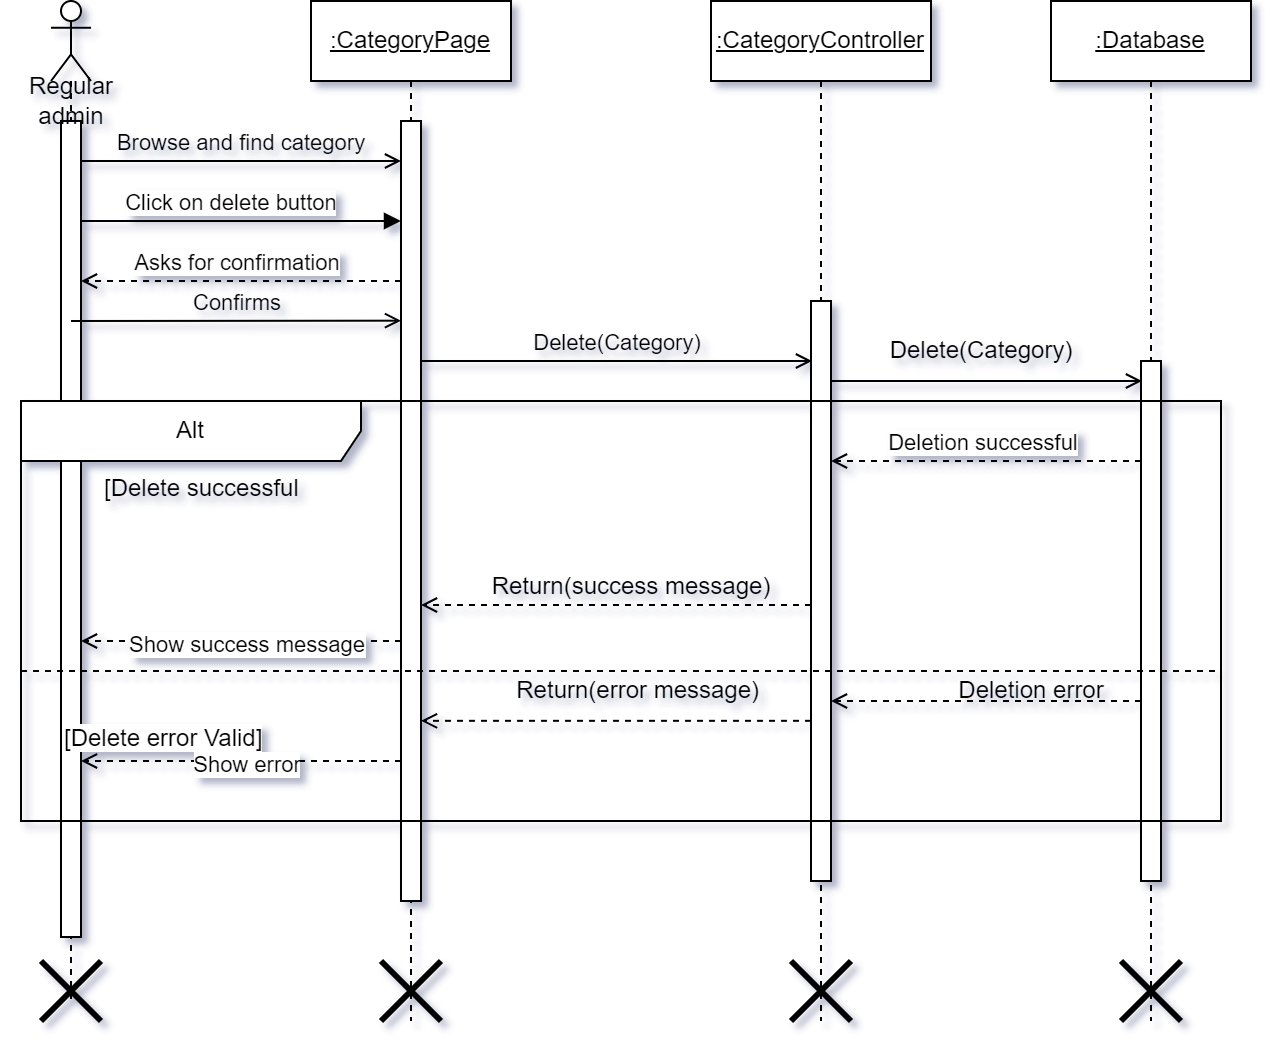 Regular
admin
:CategoryPage
:CategoryController
:Database
Browse and find category
Click on delete button
Asks for confirmation
Confirms
Delete(Category)
Delete(Category)
Alt
Deletion successful
[Delete successful
Return(success message)
Show success message
Return(error message)
Deletion error
[Delete error Valid]
Show error